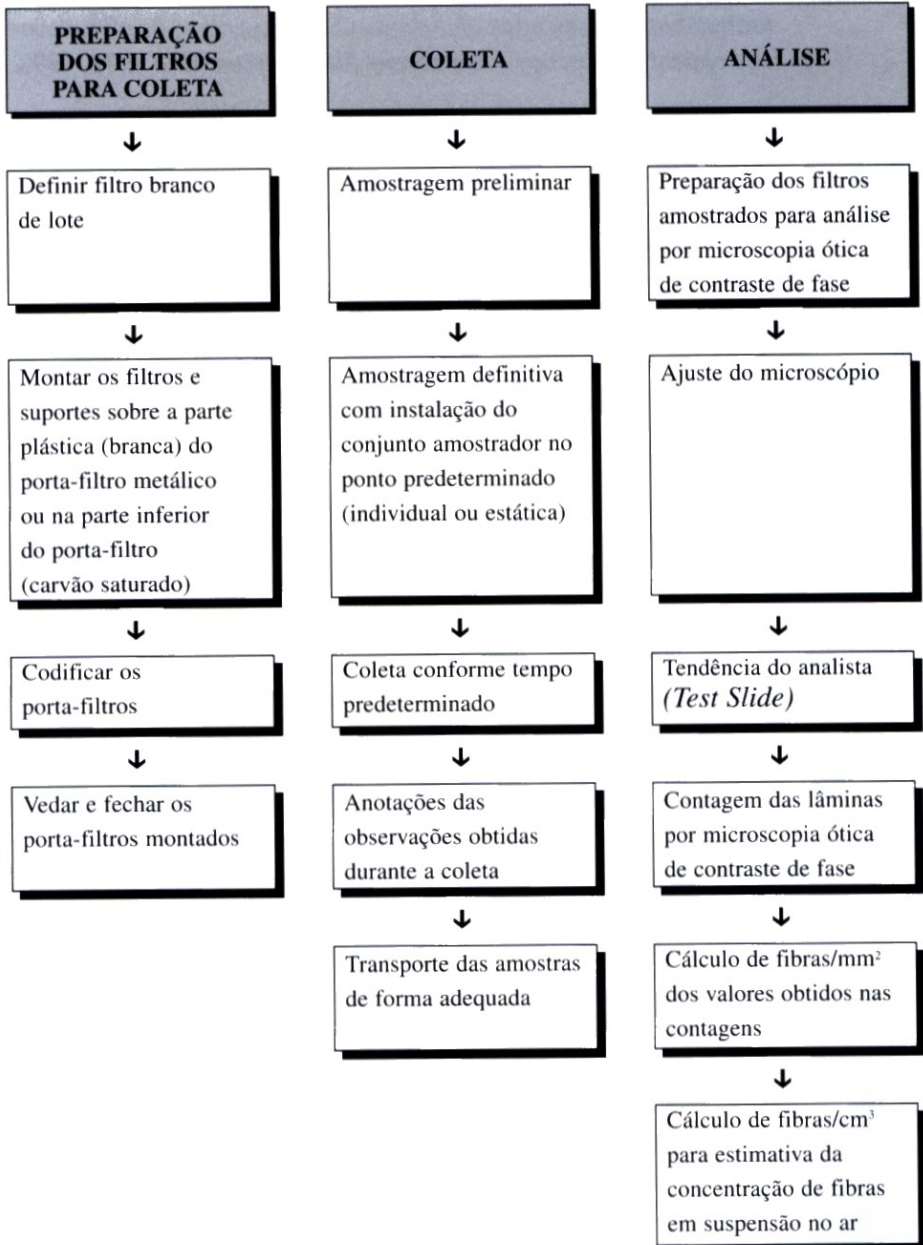 PREPARAÇÃO
DOS FILTROS
PARA COLETA
Definir filtro branco
de lote
Montar os filtros e
suportes sobre a parte
plástica (branca) do
porta-filtro metálico
ou na parte inferior
do porta-filtro
(carvão saturado)
Codificar os
porta-filtros
Vedar e fechar os
porta-filtros montados
COLETA
Amostragem preliminar
Amostragem definitiva
com instalação do
conjunto amostrador no
ponto predeterminado
(individual ou estática)
Coleta conforme tempo
predeterminado
Anotações das
observações obtidas
durante a coleta
Transporte das amostras
de forma adequada
ANÁLISE
Preparação dos filtros
amostrados para análise
por microscopia ótica
de contraste de fase
Ajuste do microscópio
Tendência do analista
(Test Slide)
Contagem das lâminas
por microscopia ótica
de contraste de fase
Cálculo de fibras/mm²
dos valores obtidos nas
contagens
Cálculo de fibras/cm³
para estimativa da
concentração de fibras
em suspensão no ar